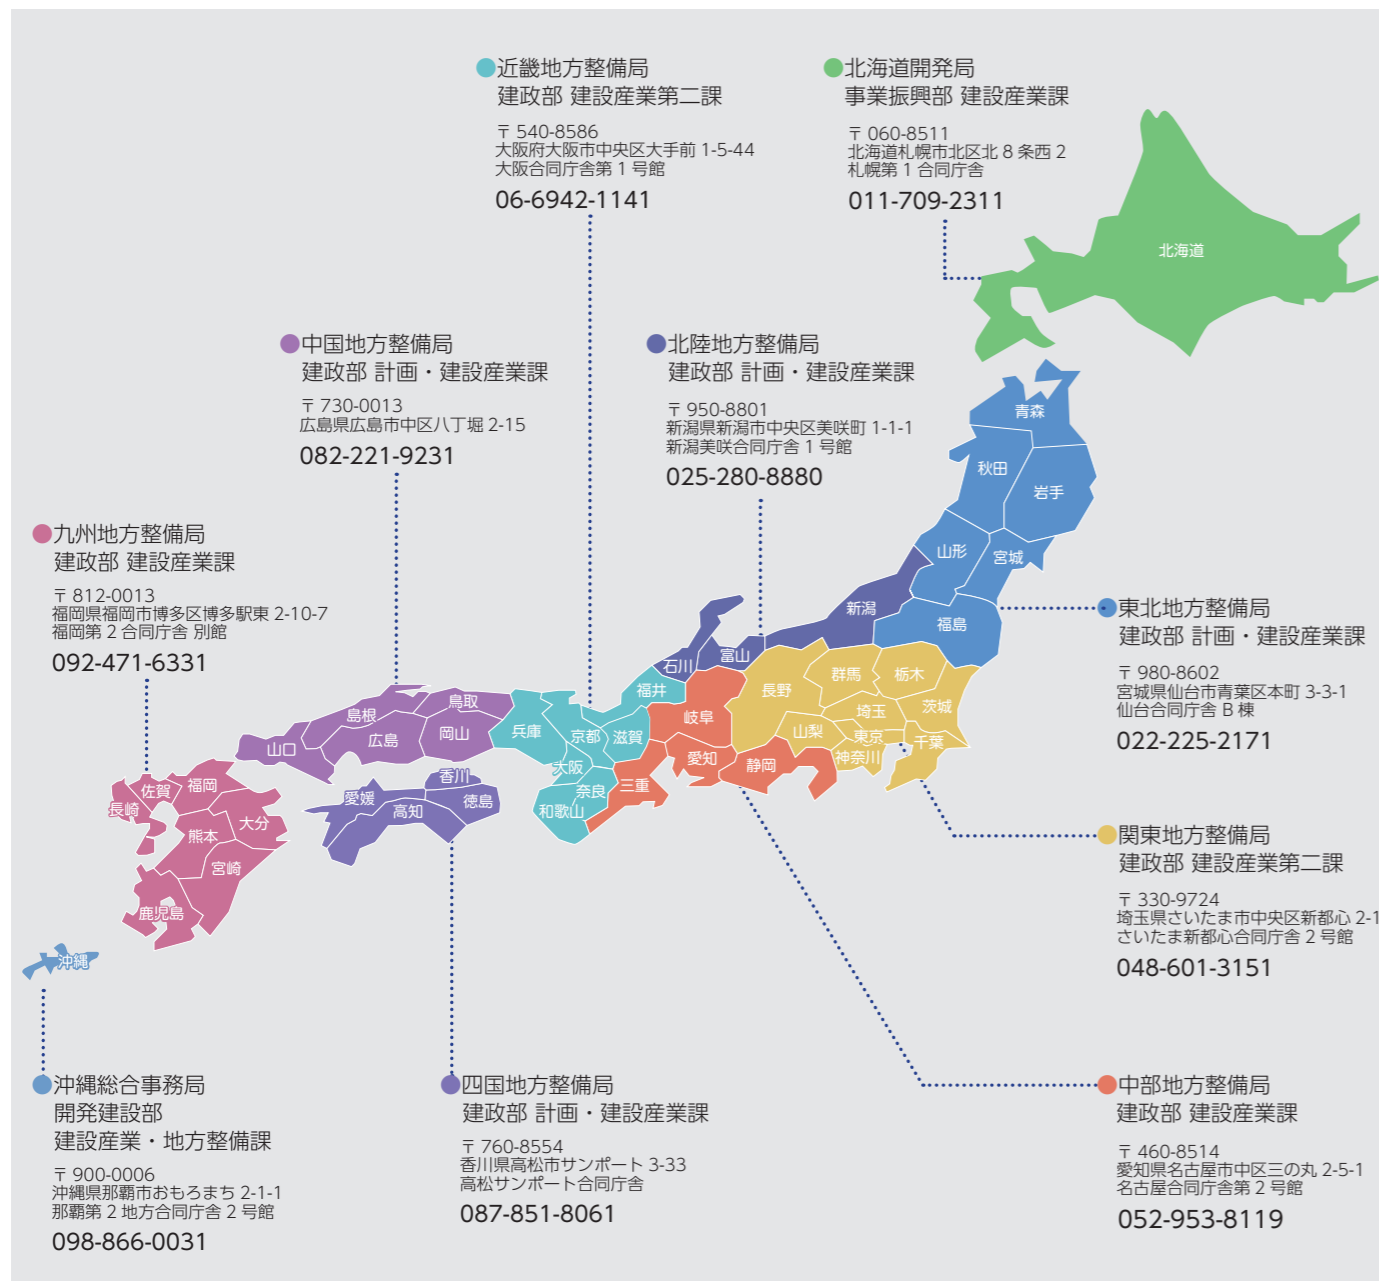 近畿地方整備局
建政部 建設産業第二課
〒540-8586
大阪府大阪市中央区大手前 1-5-44
大阪合同庁舎第 1 号館
06-6942-1141
北海道開発局
事業振興部 建設産業課
〒060-8511
北海道札幌市北区北 8 条西 2
札幌第 1 合同庁舎
011-709-2311
北海道
中国地方整備局
建政部 計画・建設産業課
〒730-0013
広島県広島市中区八丁堀 2-15
082-221-9231
北陸地方整備局
建政部 計画・建設産業課
〒950-8801
新潟県新潟市中央区美咲町 1-1-1
新潟美咲合同庁舎 1 号館
025-280-8880
青森
秋田
岩手
山形
宮城
新潟
福島
九州地方整備局
建政部 建設産業課
〒812-0013
福岡県福岡市博多区博多駅東 2-10-7
福岡第 2 合同庁舎 別館
092-471-6331
東北地方整備局
建政部 計画・建設産業課
〒980-8602
宮城県仙台市青葉区本町 3-3-1
仙台合同庁舎 B 棟
022-225-2171
石川
富山
福井
長野
群馬
栃木
茨城
埼玉
山梨
東京
千葉
神奈川
岐阜
愛知
静岡
三重
鳥取
島根
岡山
広島
山口
兵庫
京都
滋賀
大阪
奈良
和歌山
香川
愛媛
高知
徳島
福岡
佐賀
長崎
大分
熊本
宮崎
鹿児島
沖縄
関東地方整備局
建政部 建設産業第二課
〒330-9724
埼玉県さいたま市中央区新都心 2-1
さいたま新都心合同庁舎 2 号館
048-601-3151
沖縄総合事務局
開発建設部
建設産業・地方整備課
〒900-0006
沖縄県那覇市おもろまち 2-1-1
那覇第 2 地方合同庁舎 2 号館
098-866-0031
四国地方整備局
建政部 計画・建設産業課
〒760-8554
香川県高松市サンポート 3-33
高松サンポート合同庁舎
087-851-8061
中部地方整備局
建政部 建設産業課
〒460-8514
愛知県名古屋市中区三の丸 2-5-1
名古屋合同庁舎第 2 号館
052-953-8119